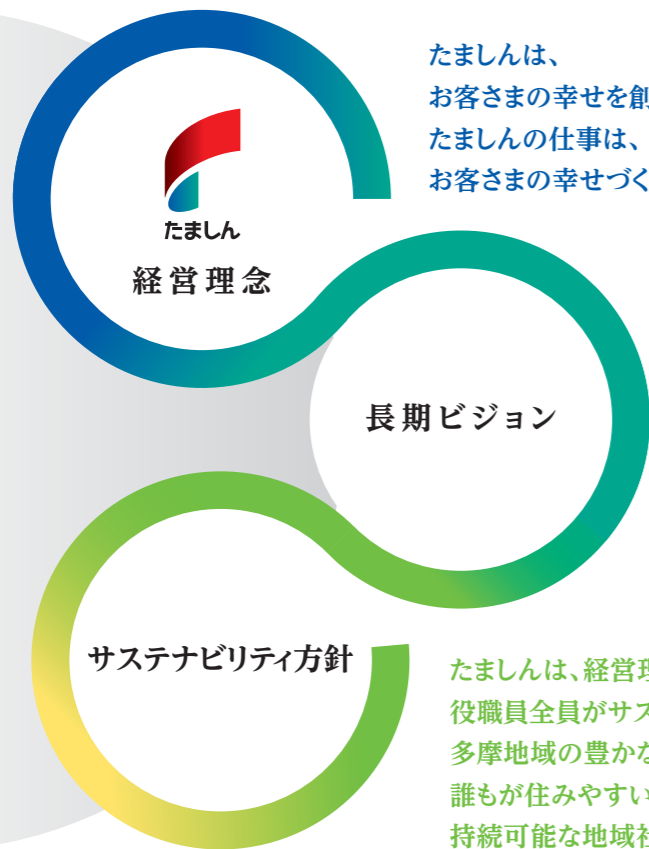 たましんは、
お客さまの幸せを創
たましんの仕事は、
お客さまの幸せづく
たましん
経営理念
長期ビジョン
サステナビリティ方針
たましんは、経営理
役職員全員がサス
多摩地域の豊かな
誰もが住みやすい
持続可能な地域社